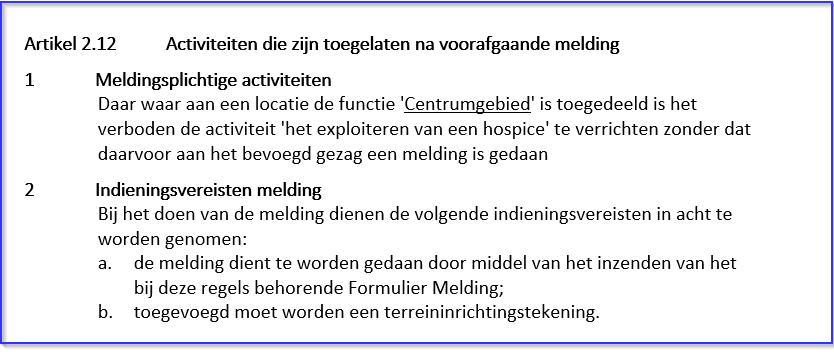 Artikel 2.12 Activiteiten die zijn toegelaten na voorafgaande melding
1 Meldingsplichtige activiteiten
Daar waar aan een locatie de functie 'Centrumgebied' is toegedeeld is het
verboden de activiteit 'het exploiteren van een hospice' te verrichten zonder dat
daarvoor aan het bevoegd gezag een melding is gedaan
2 Indieningsvereisten melding
Bij het doen van de melding dienen de volgende indieningsvereisten in acht te
worden genomen:
a. de melding dient te worden gedaan door middel van het inzenden van het
bij deze regels behorende Formulier Melding;
b. toegevoegd moet worden een terreininrichtingstekening.